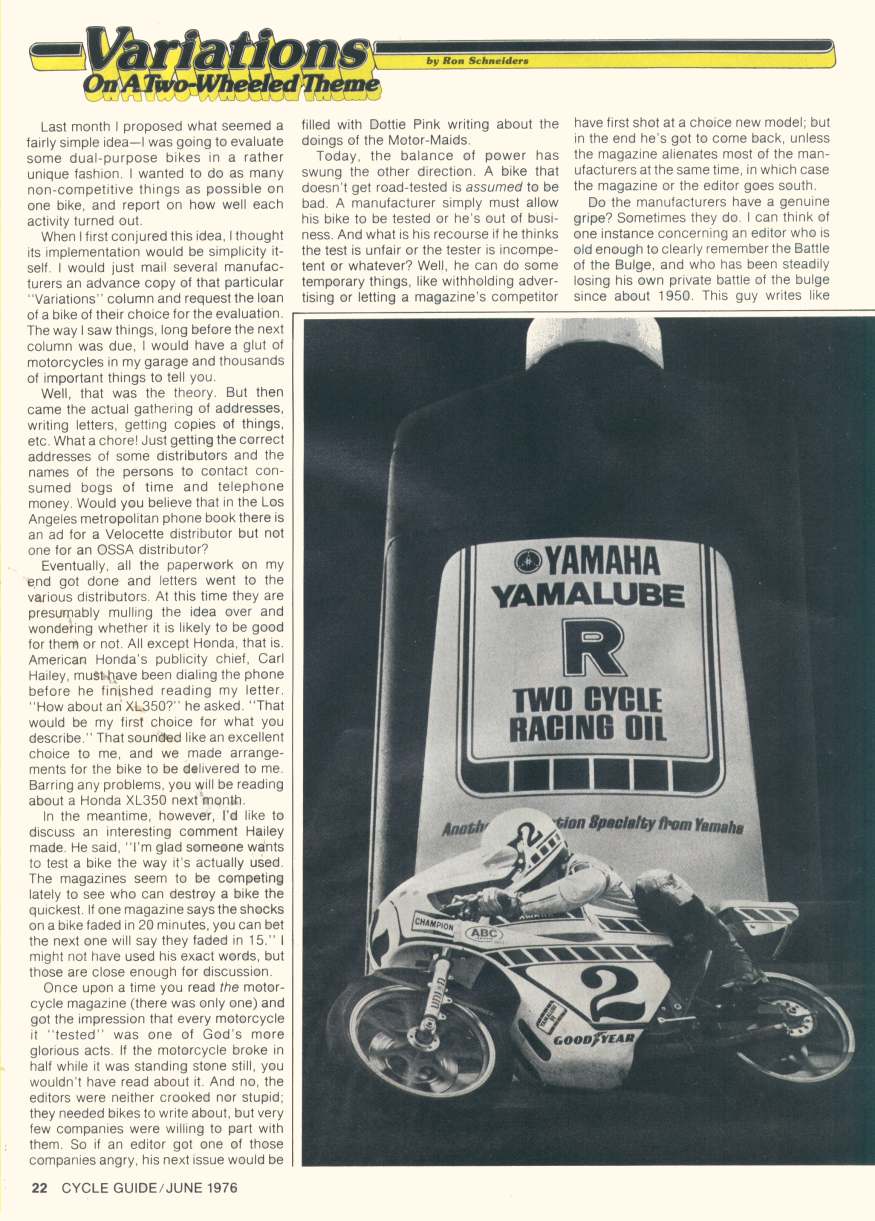 Variations
On A Two-Wheeled Theme
by Ron Schneiders
Last month I proposed what seemed a
fairly simple idea—I was going to evaluate
some dual-purpose bikes in a rather
unique fashion. I wanted to do as many
non-competitive things as possible on
one bike, and report on how well each
activity turned out.
When I first conjured this idea, I thought
its implementation would be simplicity it-
self. I would just mail several manufac-
turers an advance copy of that particular
"Variations" column and request the loan
of a bike of their choice for the evaluation.
The way I saw things, long before the next
column was due, I would have a glut of
motorcycles in my garage and thousands
of important things to tell you.
Well, that was the theory. But then
came the actual gathering of addresses,
writing letters, getting copies of things,
etc. What a chore! Just getting the correct
addresses of some distributors and the
names of the persons to contact con-
sumed bogs of time and telephone
money. Would you believe that in the Los
Angeles metropolitan phone book there is
an ad for a Velocette distributor but not
one for an OSSA distributor?
Eventually, all the paperwork on my
end got done and letters went to the
various distributors. At this time they are
presumably mulling the idea over and
wondering whether it is likely to be good
for them or not. All except Honda, that is.
American Honda's publicity chief, Carl
Hailey, must have been dialing the phone
before he finished reading my letter.
"How about an XL350?" he asked. "That
would be my first choice for what you
describe." That sounded like an excellent
choice to me, and we made arrange-
ments for the bike to be delivered to me.
Barring any problems, you will be reading
about a Honda XL350 next month.
In the meantime, however, I'd like to
discuss an interesting comment Hailey
made. He said, "I'm glad someone wants
to test a bike the way it's actually used.
The magazines seem to be competing
lately to see who can destroy a bike the
quickest. If one magazine says the shocks
on a bike faded in 20 minutes, you can bet
the next one will say they faded in 15." I
might not have used his exact words, but
those are close enough for discussion.
Once upon a time you read the motor-
cycle magazine (there was only one) and
got the impression that every motorcycle
it "tested" was one of God's more
glorious acts. If the motorcycle broke in
half while it was standing stone still, you
wouldn't have read about it. And no, the
editors were neither crooked nor stupid;
they needed bikes to write about, but very
few companies were willing to part with
them. So if an editor got one of those
companies angry, his next issue would be
filled with Dottie Pink writing about the
doings of the Motor-Maids.
Today, the balance of power has
swung the other direction. A bike that
doesn't get road-tested is assumed to be
bad. A manufacturer simply must allow
his bike to be tested or he's out of busi-
ness. And what is his recourse if he thinks
the test is unfair or the tester is incompe-
tent or whatever? Well, he can do some
temporary things, like withholding adver-
tising or letting a magazine's competitor
have first shot at a choice new model; but
in the end he's got to come back, unless
the magazine alienates most of the man-
ufacturers at the same time, in which case
the magazine or the editor goes south.
Do the manufacturers have a genuine
gripe? Sometimes they do. I can think of
one instance concerning an editor who is
old enough to clearly remember the Battle
of the Bulge, and who has been steadily
losing his own private battle of the bulge
since about 1950. This guy writes like
YAMAHA
YAMALUBE
R
TWO CYCLE
RACING OIL
Anoth tion Specialty from Yamaha
2
CHAMPION
ABC
2
GOODYEAR
22 CYCLE GUIDE/JUNE 1976